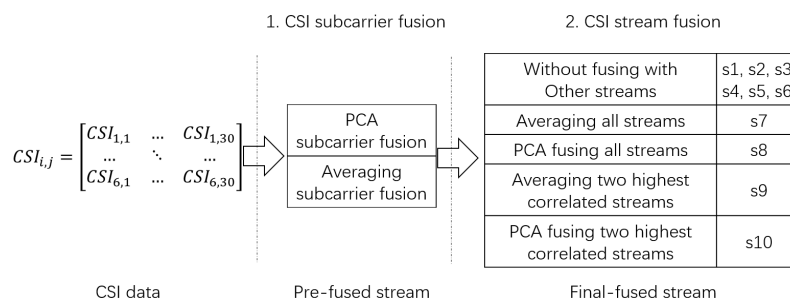 1. CSI subcarrier fusion
2. CSI stream fusion
CSI_{i,j} = [CSI_{1,1} ... CSI_{1,30}
... ⋱ ...
CSI_{6,1} ... CSI_{6,30}]
PCA
subcarrier fusion
Averaging
subcarrier fusion
Without fusing with
Other streams
s1, s2, s3
s4, s5, s6
Averaging all streams
s7
PCA fusing all streams
s8
Averaging two highest
correlated streams
s9
PCA fusing two highest
correlated streams
s10
CSI data
Pre-fused stream
Final-fused stream